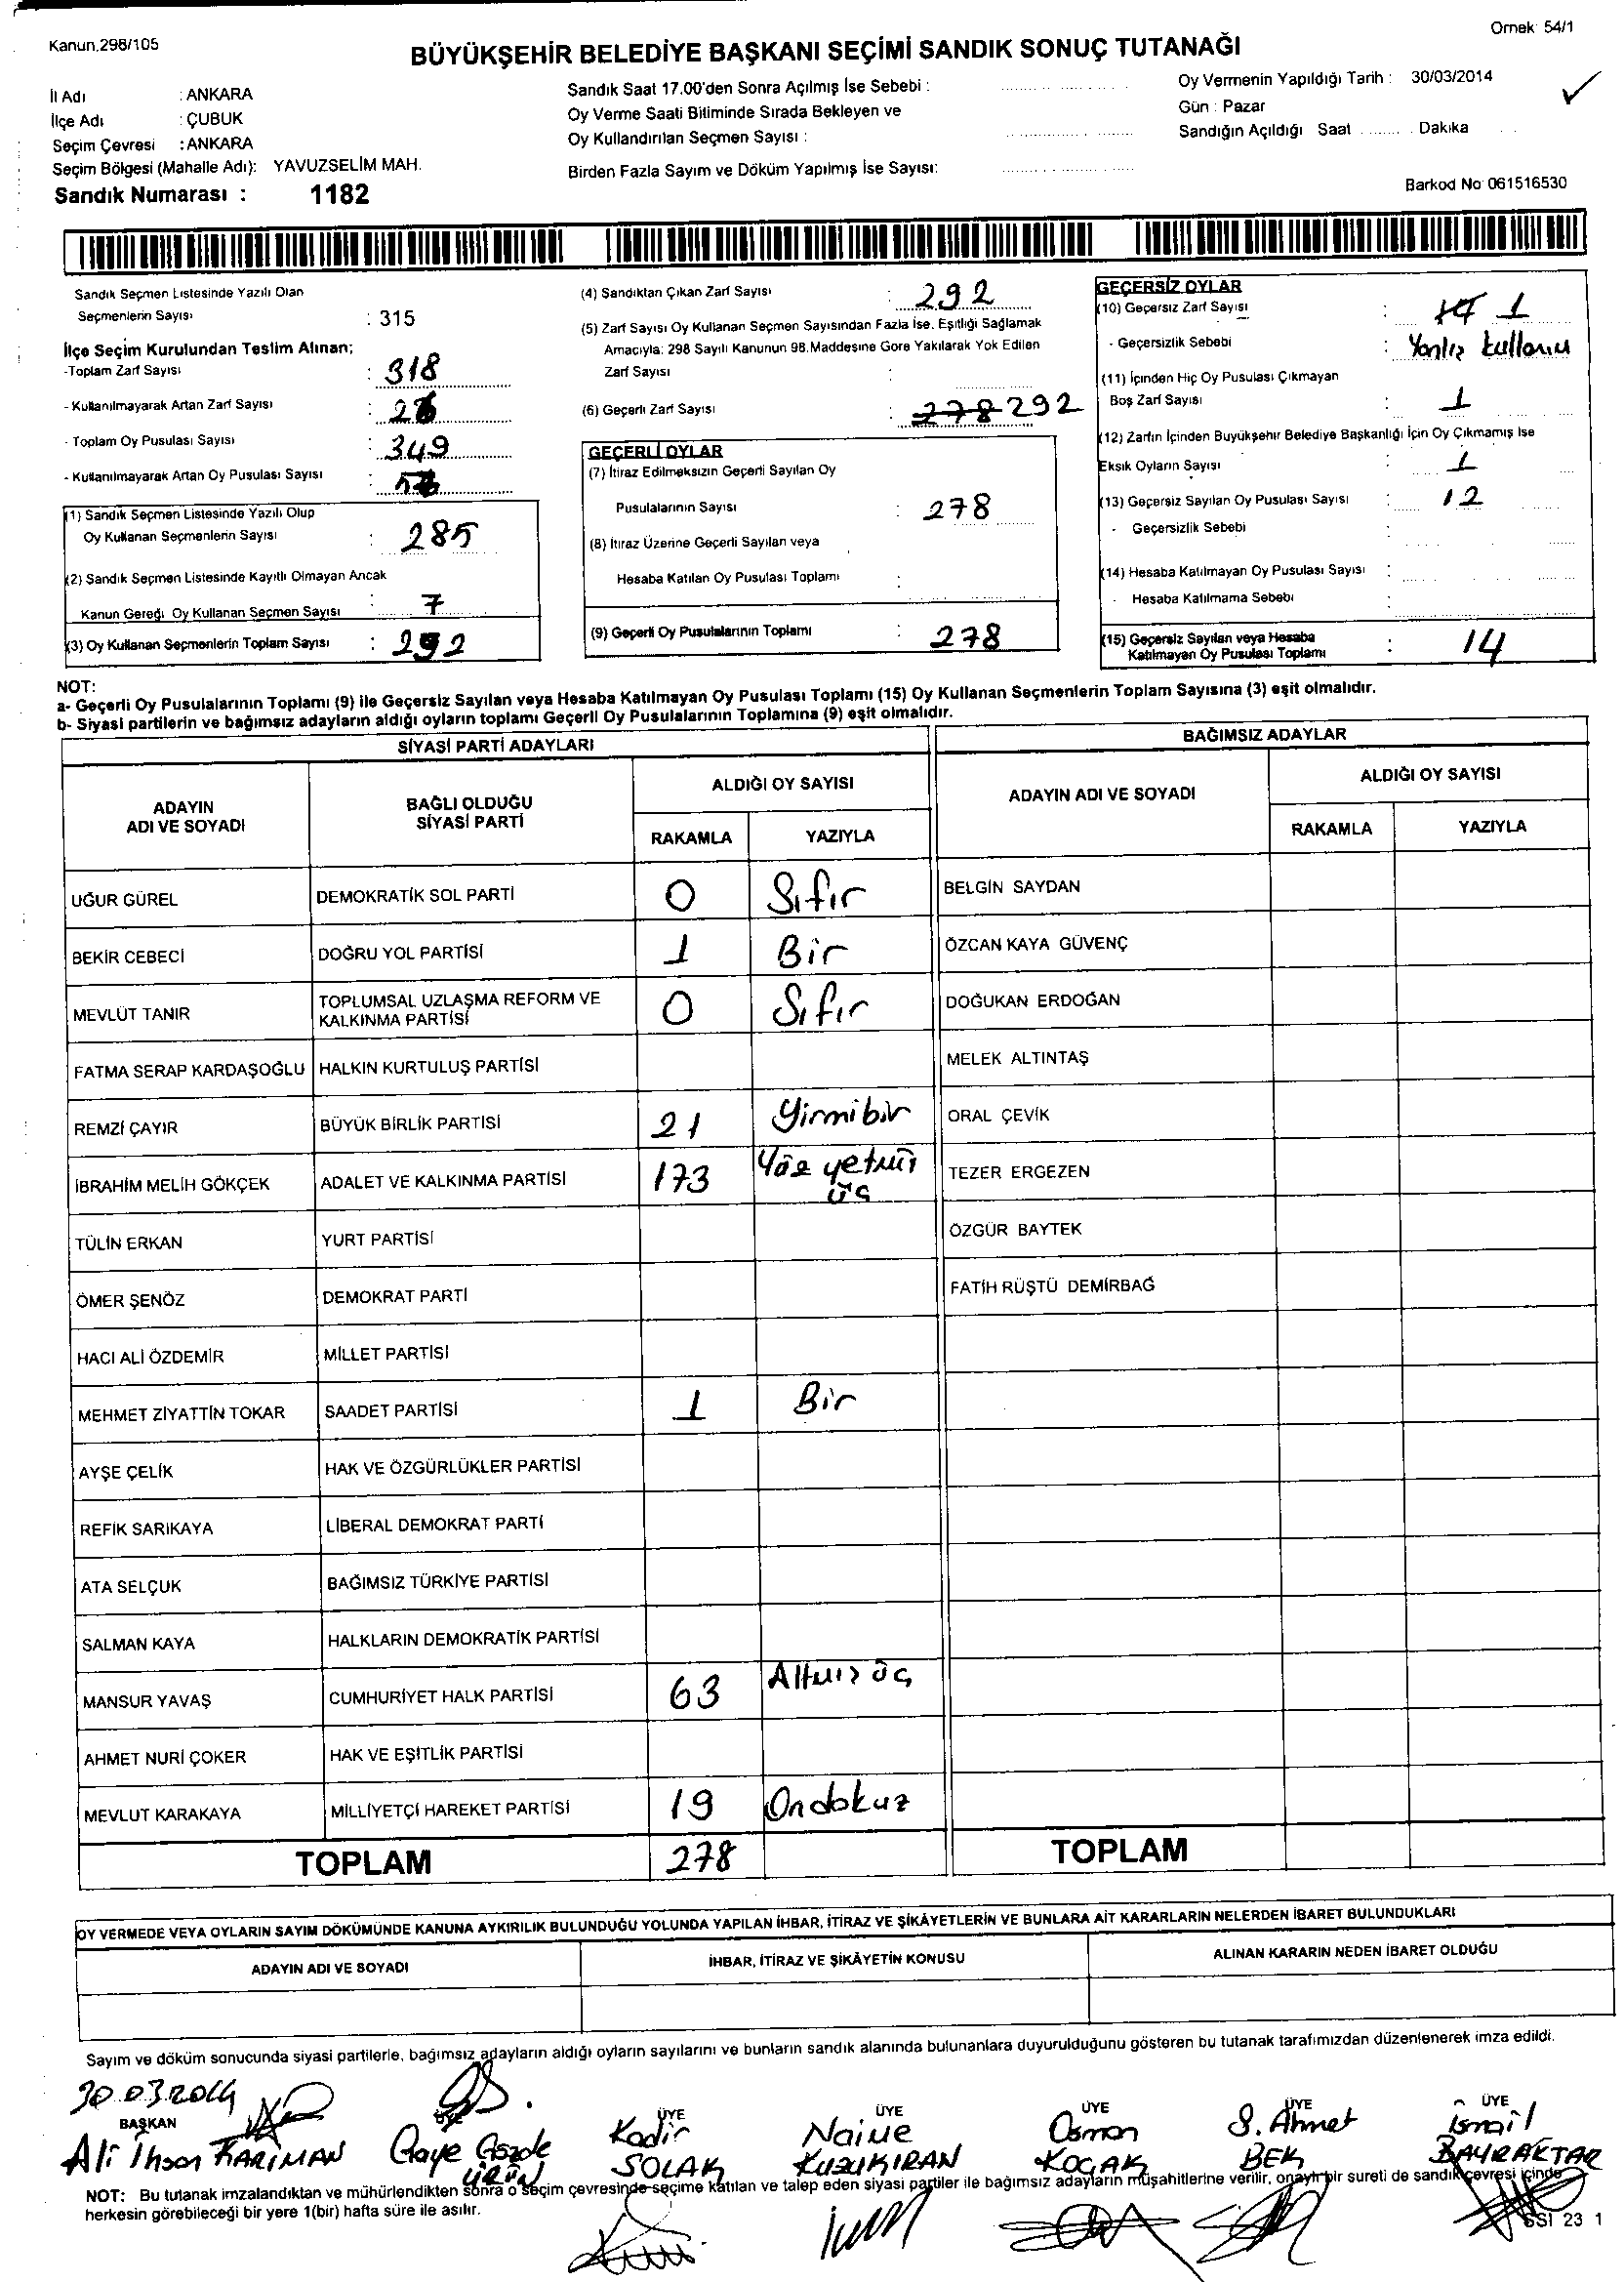 Kanun.298/105
Örnek: 54/1
BÜYÜKŞEHİR BELEDİYE BAŞKANI SEÇİMİ SANDIK SONUÇ TUTANAĞI
İl Adı : ANKARA
İlçe Adı : ÇUBUK
Seçim Çevresi : ANKARA
Seçim Bölgesi (Mahalle Adı): YAVUZSELİM MAH.
Sandık Numarası : 1182
Sandık Saat 17.00'den Sonra Açılmış İse Sebebi :
Oy Verme Saati Bitiminde Sırada Bekleyen ve
Oy Kullandırılan Seçmen Sayısı :
Birden Fazla Sayım ve Döküm Yapılmış İse Sayısı:
Oy Vermenin Yapıldığı Tarih : 30/03/2014
Gün : Pazar
Sandığın Açıldığı Saat ........ Dakika
Barkod No: 061516530
Sandık Seçmen Listesinde Yazılı Olan
Seçmenlerin Sayısı : 315
İlçe Seçim Kurulundan Teslim Alınan;
-Toplam Zarf Sayısı : 318
- Kullanılmayarak Artan Zarf Sayısı :
- Toplam Oy Pusulası Sayısı : 349
- Kullanılmayarak Artan Oy Pusulası Sayısı :
(1) Sandık Seçmen Listesinde Yazılı Olup
Oy Kullanan Seçmenlerin Sayısı : 285
(2) Sandık Seçmen Listesinde Kayıtlı Olmayan Ancak
Kanun Gereği Oy Kullanan Seçmen Sayısı : 7
(3) Oy Kullanan Seçmenlerin Toplam Sayısı : 292
(4) Sandıktan Çıkan Zarf Sayısı : 292
(5) Zarf Sayısı Oy Kullanan Seçmen Sayısından Fazla İse, Eşitliği Sağlamak
Amacıyla; 298 Sayılı Kanunun 98.Maddesine Göre Yakılarak Yok Edilen
Zarf Sayısı :
(6) Geçerli Zarf Sayısı : 278 292
GEÇERLİ OYLAR
(7) İtiraz Edilmeksizin Geçerli Sayılan Oy
Pusulalarının Sayısı : 278
(8) İtiraz Üzerine Geçerli Sayılan veya
Hesaba Katılan Oy Pusulası Toplamı :
(9) Geçerli Oy Pusulalarının Toplamı : 278
GEÇERSİZ OYLAR
(10) Geçersiz Zarf Sayısı : 1
- Geçersizlik Sebebi : Yanlız kullanıcı
(11) İçinden Hiç Oy Pusulası Çıkmayan
Boş Zarf Sayısı : 1
(12) Zarfın İçinden Büyükşehir Belediye Başkanlığı İçin Oy Çıkmamış İse
Eksik Oyların Sayısı : 1
(13) Geçersiz Sayılan Oy Pusulası Sayısı : 12
- Geçersizlik Sebebi :
(14) Hesaba Katılmayan Oy Pusulası Sayısı :
- Hesaba Katılmama Sebebi :
(15) Geçersiz Sayılan veya Hesaba
Katılmayan Oy Pusulası Toplamı : 14
NOT:
a- Geçerli Oy Pusulalarının Toplamı (9) ile Geçersiz Sayılan veya Hesaba Katılmayan Oy Pusulası Toplamı (15) Oy Kullanan Seçmenlerin Toplam Sayısına (3) eşit olmalıdır.
b- Siyasi partilerin ve bağımsız adayların aldığı oyların toplamı Geçerli Oy Pusulalarının Toplamına (9) eşit olmalıdır.
SİYASİ PARTİ ADAYLARI
BAĞIMSIZ ADAYLAR
ADAYIN ADI VE SOYADI
BAĞLI OLDUĞU SİYASİ PARTİ
ALDIĞI OY SAYISI
RAKAMLA YAZIYLA
ADAYIN ADI VE SOYADI
ALDIĞI OY SAYISI
RAKAMLA YAZIYLA
UĞUR GÜREL DEMOKRATİK SOL PARTİ 0 Sıfır BELGİN SAYDAN
BEKİR CEBECİ DOĞRU YOL PARTİSİ 1 Bir ÖZCAN KAYA GÜVENÇ
MEVLÜT TANIR TOPLUMSAL UZLAŞMA REFORM VE KALKINMA PARTİSİ 0 Sıfır DOĞUKAN ERDOĞAN
FATMA SERAP KARDAŞOĞLU HALKIN KURTULUŞ PARTİSİ MELEK ALTINTAŞ
REMZİ ÇAYIR BÜYÜK BİRLİK PARTİSİ 21 Yirmibir ORAL ÇEVİK
İBRAHİM MELİH GÖKÇEK ADALET VE KALKINMA PARTİSİ 173 Yüz yetmiş üç TEZER ERGEZEN
TÜLİN ERKAN YURT PARTİSİ ÖZGÜR BAYTEK
ÖMER ŞENÖZ DEMOKRAT PARTİ FATİH RÜŞTÜ DEMİRBAĞ
HACI ALİ ÖZDEMİR MİLLET PARTİSİ
MEHMET ZİYATTİN TOKAR SAADET PARTİSİ 1 Bir
AYŞE ÇELİK HAK VE ÖZGÜRLÜKLER PARTİSİ
REFİK SARIKAYA LİBERAL DEMOKRAT PARTİ
ATA SELÇUK BAĞIMSIZ TÜRKİYE PARTİSİ
SALMAN KAYA HALKLARIN DEMOKRATİK PARTİSİ
MANSUR YAVAŞ CUMHURİYET HALK PARTİSİ 63 Altmış üç
AHMET NURİ ÇOKER HAK VE EŞİTLİK PARTİSİ
MEVLUT KARAKAYA MİLLİYETÇİ HAREKET PARTİSİ 19 Ondokuz
TOPLAM 278 TOPLAM
OY VERMEDE VEYA OYLARIN SAYIM DÖKÜMÜNDE KANUNA AYKIRILIK BULUNDUĞU YOLUNDA YAPILAN İHBAR, İTİRAZ VE ŞİKÂYETLERİN VE BUNLARA AİT KARARLARIN NELERDEN İBARET BULUNDUKLARI
ADAYIN ADI VE SOYADI İHBAR, İTİRAZ VE ŞİKÂYETİN KONUSU ALINAN KARARIN NEDEN İBARET OLDUĞU
Sayım ve döküm sonucunda siyasi partilerle, bağımsız adayların aldığı oyların sayılarını ve bunların sandık alanında bulunanlara duyurulduğunu gösteren bu tutanak tarafımızdan düzenlenerek imza edildi.
30.03.2014
BAŞKAN ÜYE ÜYE ÜYE ÜYE ÜYE ÜYE
Ali İhsan KARİMAN Gaye Gözde ÜRÜN Kadir SOLAK Naime KUZUKIRAN Osman KOÇAK S. Ahmet BEK İsmail BAYRAKTAR
NOT: Bu tutanak imzalandıktan ve mühürlendikten sonra o seçim çevresinde seçime katılan ve talep eden siyasi partiler ile bağımsız adayların müşahitlerine verilir, onaylı bir sureti de sandık çevresi içinde
herkesin görebileceği bir yere 1(bir) hafta süre ile asılır.
SSİ 23 1